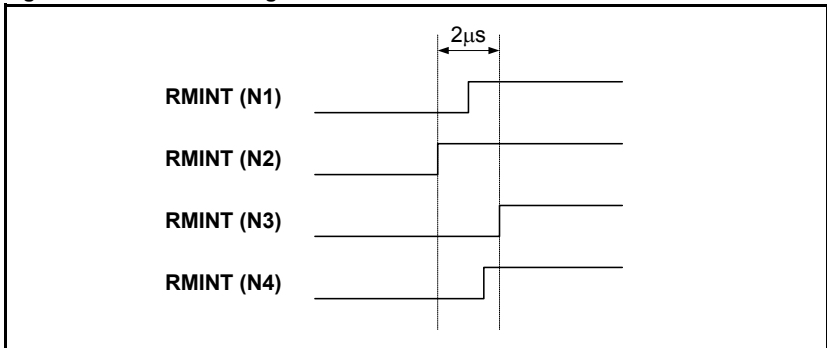 2µs
RMINT (N1)
RMINT (N2)
RMINT (N3)
RMINT (N4)